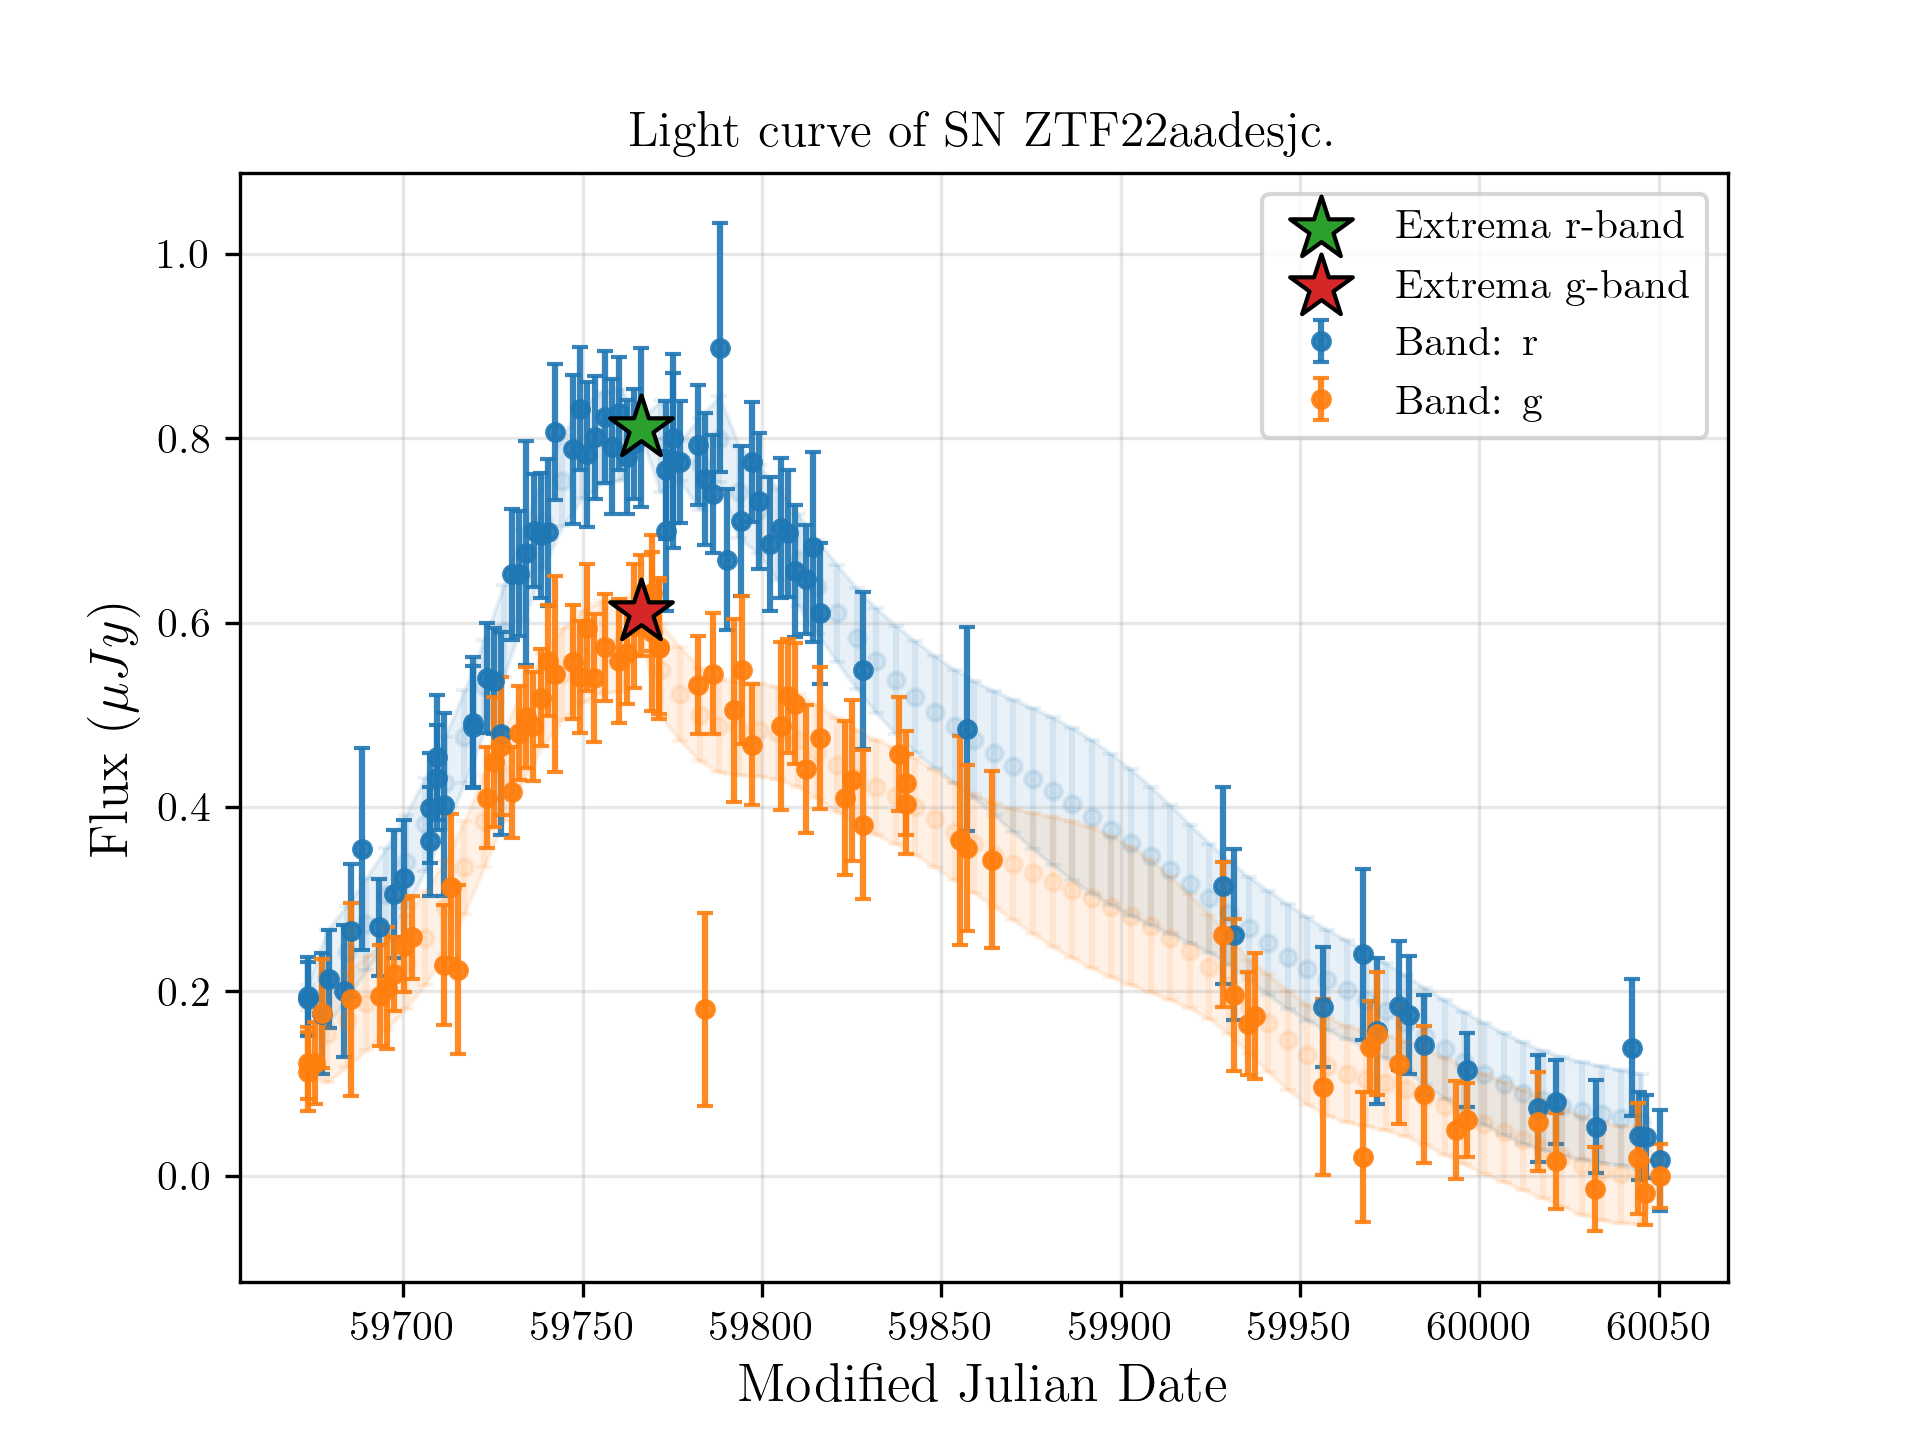 Light curve of SN ZTF22aadesjc.
Extrema r-band
Extrema g-band
Band: r
Band: g
1.0
0.8
0.6
0.4
0.2
0.0
Flux (μJy)
59700 59750 59800 59850 59900 59950 60000 60050
Modified Julian Date